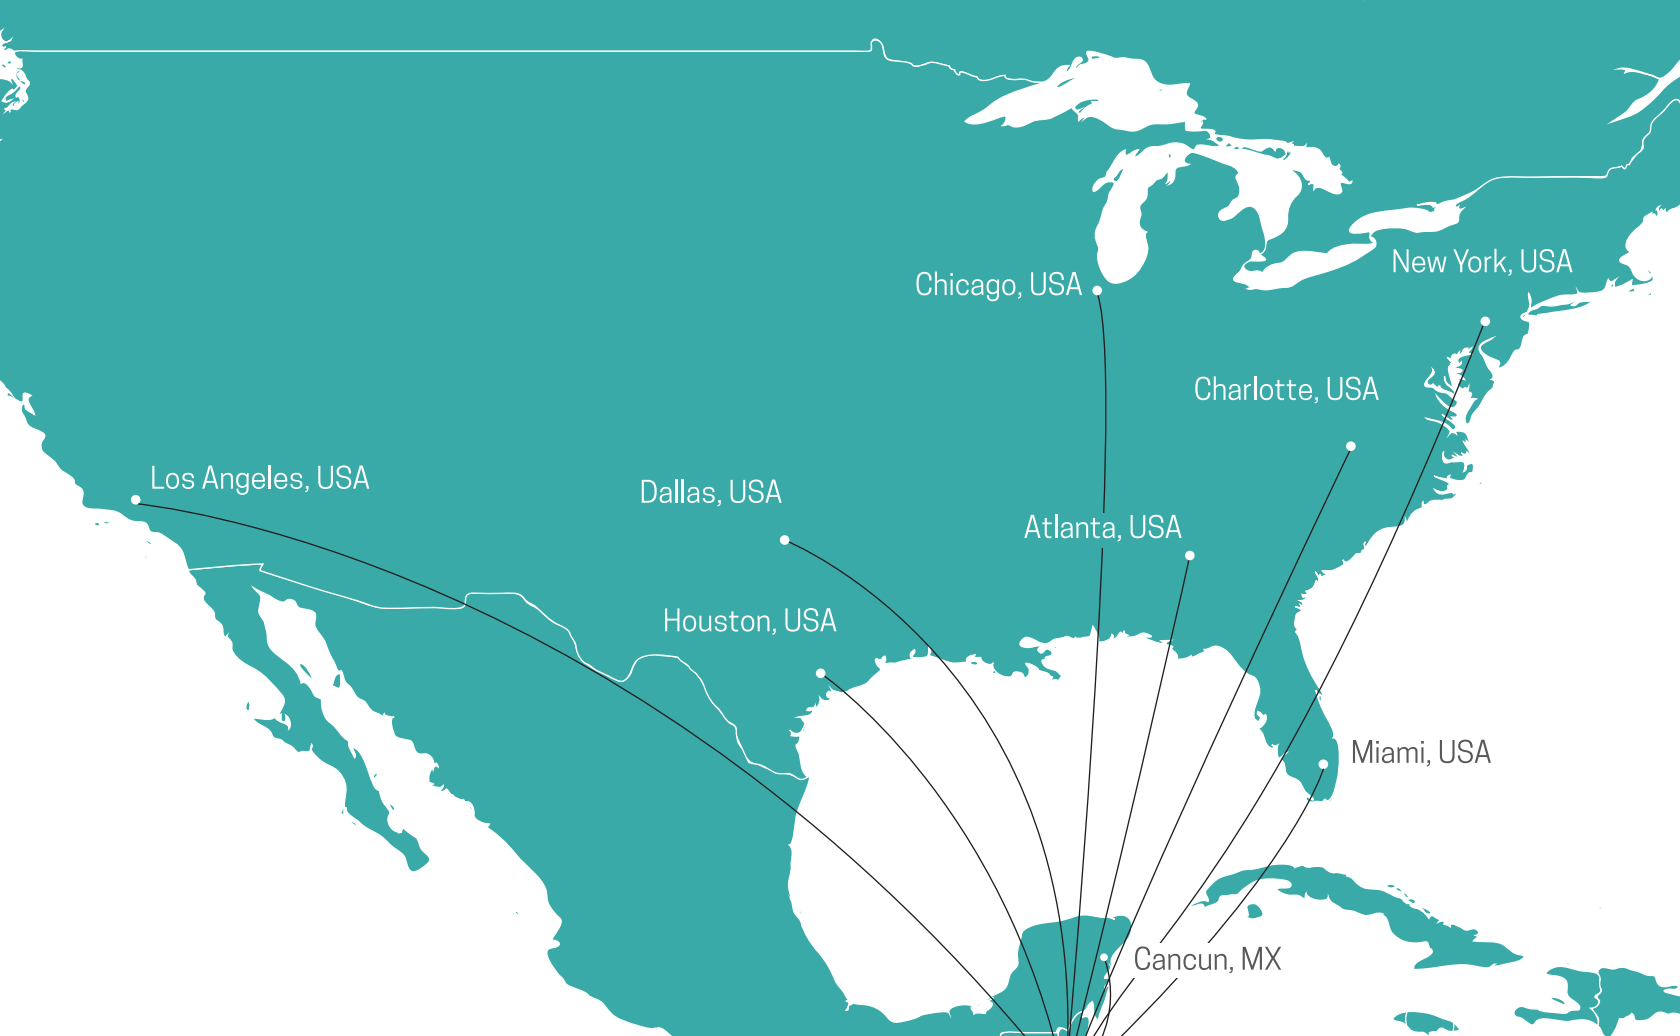 New York, USA
Chicago, USA
Charlotte, USA
Los Angeles, USA
Dallas, USA
Atlanta, USA
Houston, USA
Miami, USA
Cancun, MX